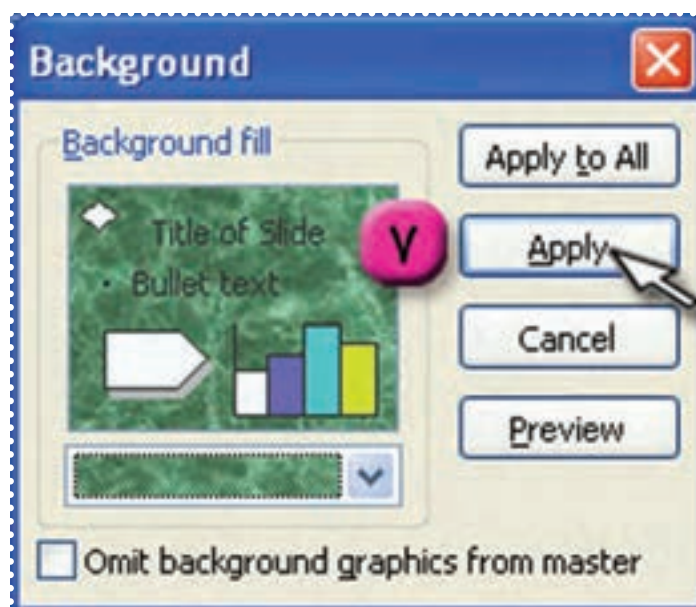 Background
Background fill
Title of Slide
• Bullet text
Apply to All
۷
Apply
Cancel
Preview
Omit background graphics from master